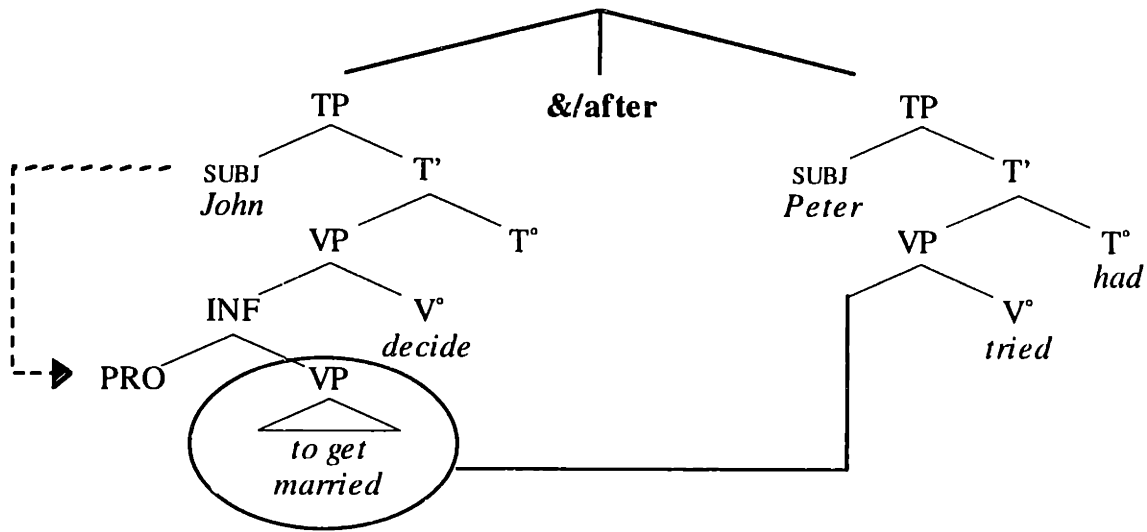 TP &/after TP
SUBJ T' SUBJ T'
John Peter
VP T° VP T°
had
INF V° V°
decide tried
PRO VP
to get
married